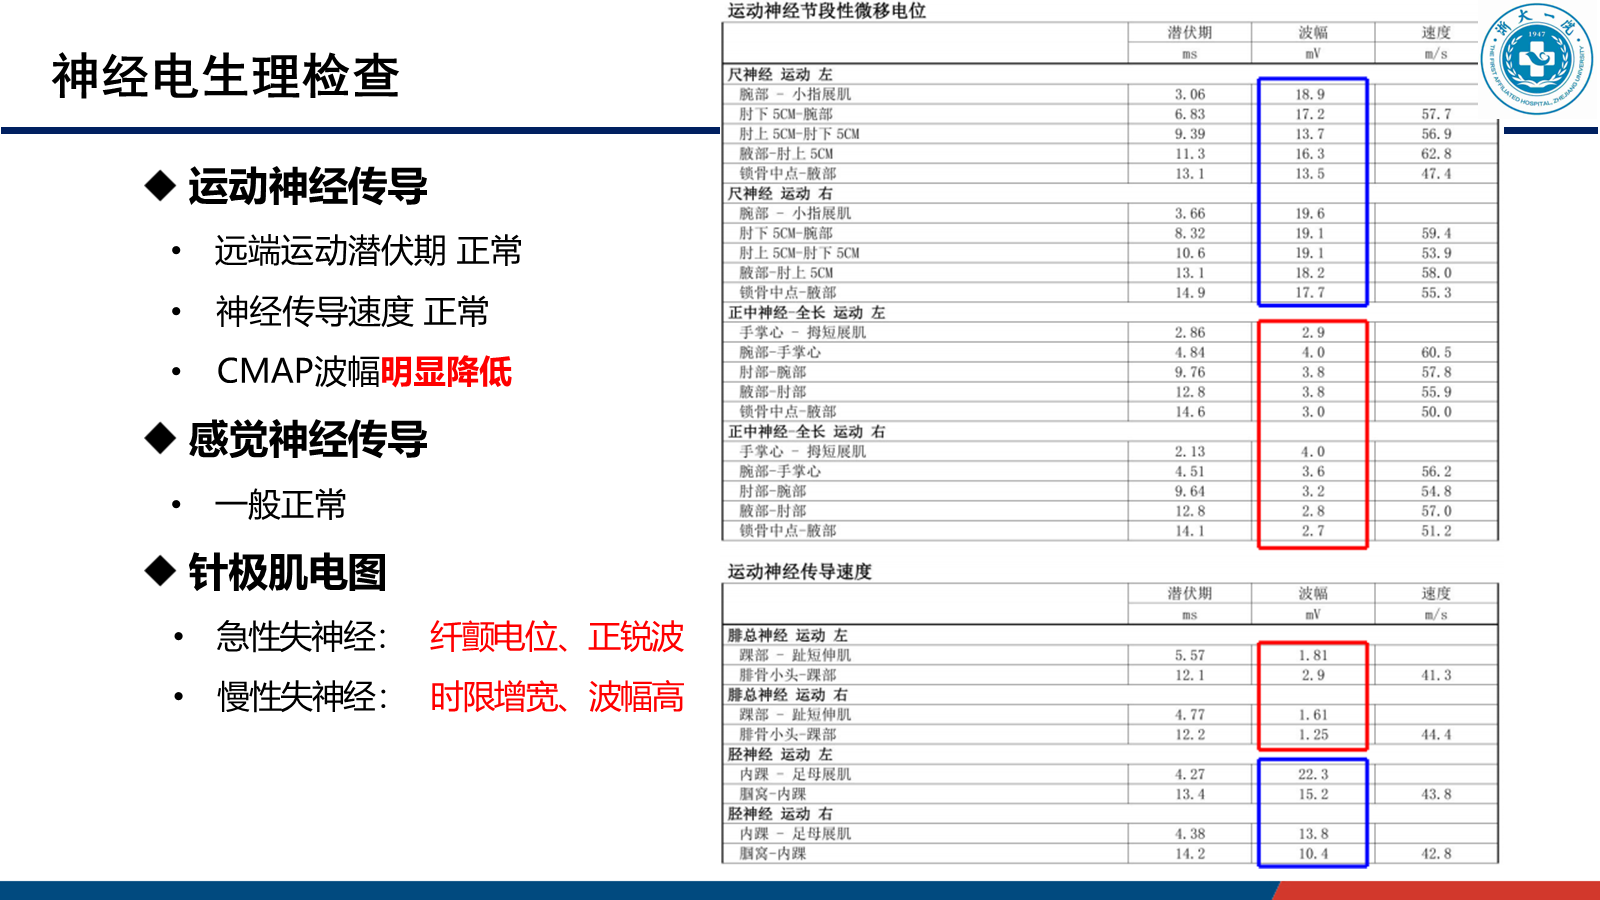 神经电生理检查
◆ 运动神经传导
• 远端运动潜伏期 正常
• 神经传导速度 正常
• CMAP波幅明显降低
◆ 感觉神经传导
• 一般正常
◆ 针极肌电图
• 急性失神经： 纤颤电位、正锐波
• 慢性失神经： 时限增宽、波幅高
运动神经节段性微移电位
潜伏期 波幅 速度
ms mV m/s
尺神经 运动 左
腕部 - 小指展肌 3.06 18.9
肘下 5CM-腕部 6.83 17.2 57.7
肘上 5CM-肘下 5CM 9.39 13.7 56.9
腋部-肘上 5CM 11.3 16.3 62.8
锁骨中点-腋部 13.1 13.5 47.4
尺神经 运动 右
腕部 - 小指展肌 3.66 19.6
肘下 5CM-腕部 8.32 19.1 59.4
肘上 5CM-肘下 5CM 10.6 19.1 53.9
腋部-肘上 5CM 13.1 18.2 58.0
锁骨中点-腋部 14.9 17.7 55.3
正中神经-全长 运动 左
手掌心 - 拇短展肌 2.86 2.9
腕部-手掌心 4.84 4.0 60.5
肘部-腕部 9.76 3.8 57.8
腋部-肘部 12.8 3.8 55.9
锁骨中点-腋部 14.6 3.0 50.0
正中神经-全长 运动 右
手掌心 - 拇短展肌 2.13 4.0
腕部-手掌心 4.51 3.6 56.2
肘部-腕部 9.64 3.2 54.8
腋部-肘部 12.8 2.8 57.0
锁骨中点-腋部 14.1 2.7 51.2
运动神经传导速度
潜伏期 波幅 速度
ms mV m/s
腓总神经 运动 左
踝部 - 趾短伸肌 5.57 1.81
腓骨小头-踝部 12.1 2.9 41.3
腓总神经 运动 右
踝部 - 趾短伸肌 4.77 1.61
腓骨小头-踝部 12.2 1.25 44.4
胫神经 运动 左
内踝 - 足母展肌 4.27 22.3
腘窝-内踝 13.4 15.2 43.8
胫神经 运动 右
内踝 - 足母展肌 4.38 13.8
腘窝-内踝 14.2 10.4 42.8
浙大一院
1947
THE FIRST AFFILIATED HOSPITAL, ZHEJIANG UNIVERSITY